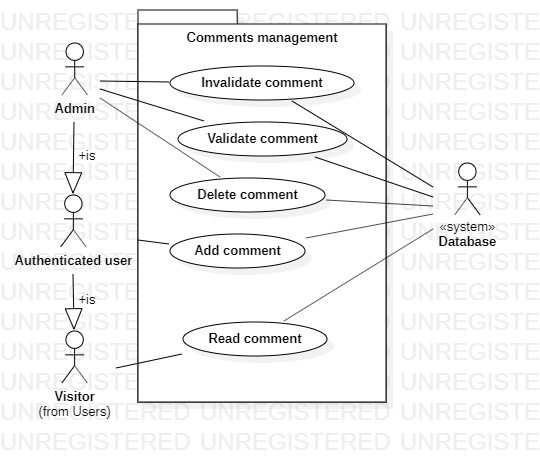 Comments management
Invalidate comment
Admin
Validate comment
+is
Delete comment
«system»
Database
Add comment
Authenticated user
+is
Read comment
Visitor
(from Users)
UNREGISTERED UNREGISTERED UNREGISTERE